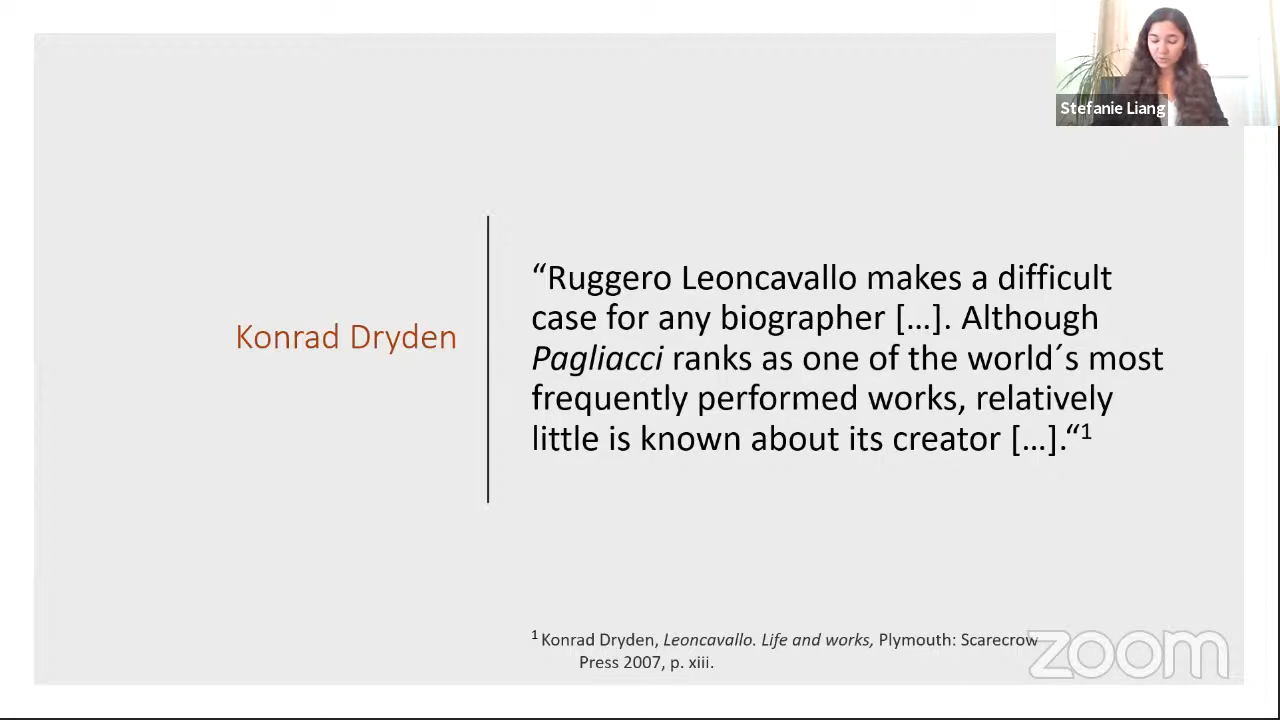 Stefanie Liang
Konrad Dryden
“Ruggero Leoncavallo makes a difficult
case for any biographer […]. Although
Pagliacci ranks as one of the world´s most
frequently performed works, relatively
little is known about its creator […].“1
1 Konrad Dryden, Leoncavallo. Life and works, Plymouth: Scarecrow
Press 2007, p. xiii.
zoom